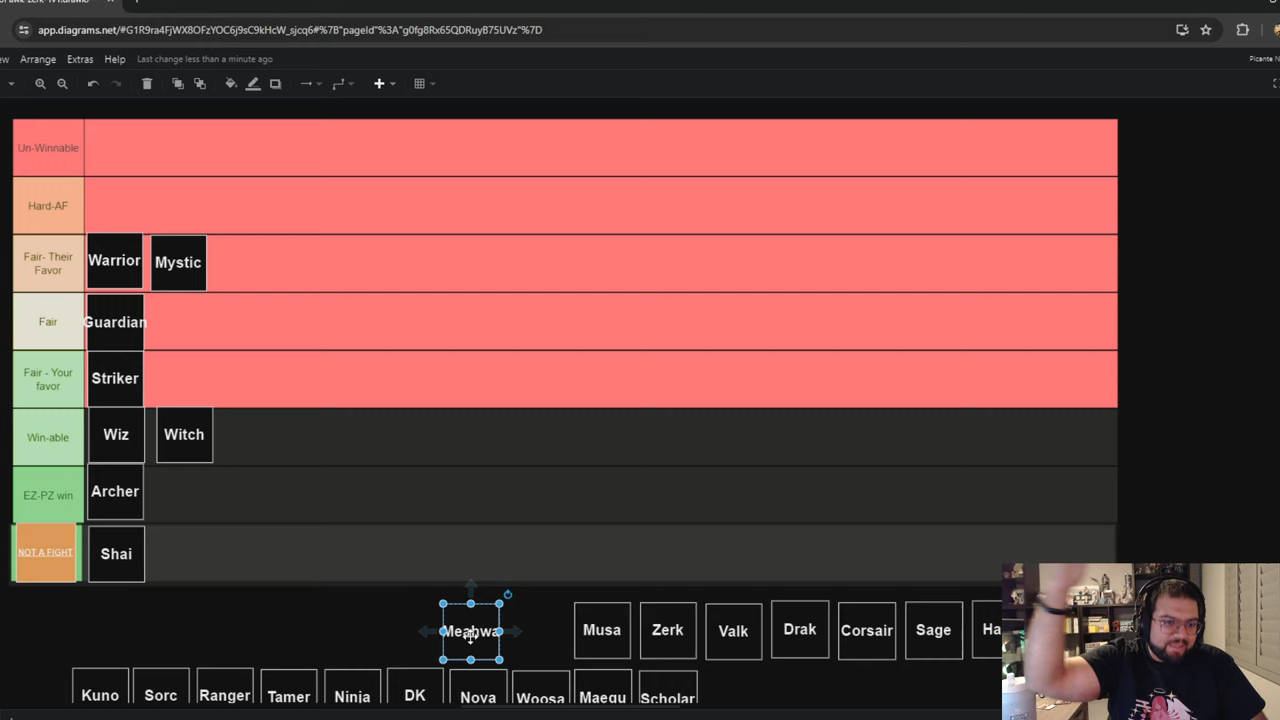 app.diagrams.net/#G1R9ra4FjWX8OFzYOC6j9sC9kHcW_sjcq6#%7B"pageId"%3A"g0fg8Rx65QDRuyB75UVz"%7D
Arrange Extras Help Last change less than a minute ago
Picante N
Un-Winnable
Hard-AF
Fair- Their
Favor
Warrior Mystic
Fair
Guardian
Fair - Your
favor
Striker
Win-able
Wiz Witch
EZ-PZ win
Archer
NOT A FIGHT
Shai
Musa Zerk Valk Drak Corsair Sage Ha
Kuno Sorc Ranger Tamer Ninja DK Nova Woosa Maegu Scholar